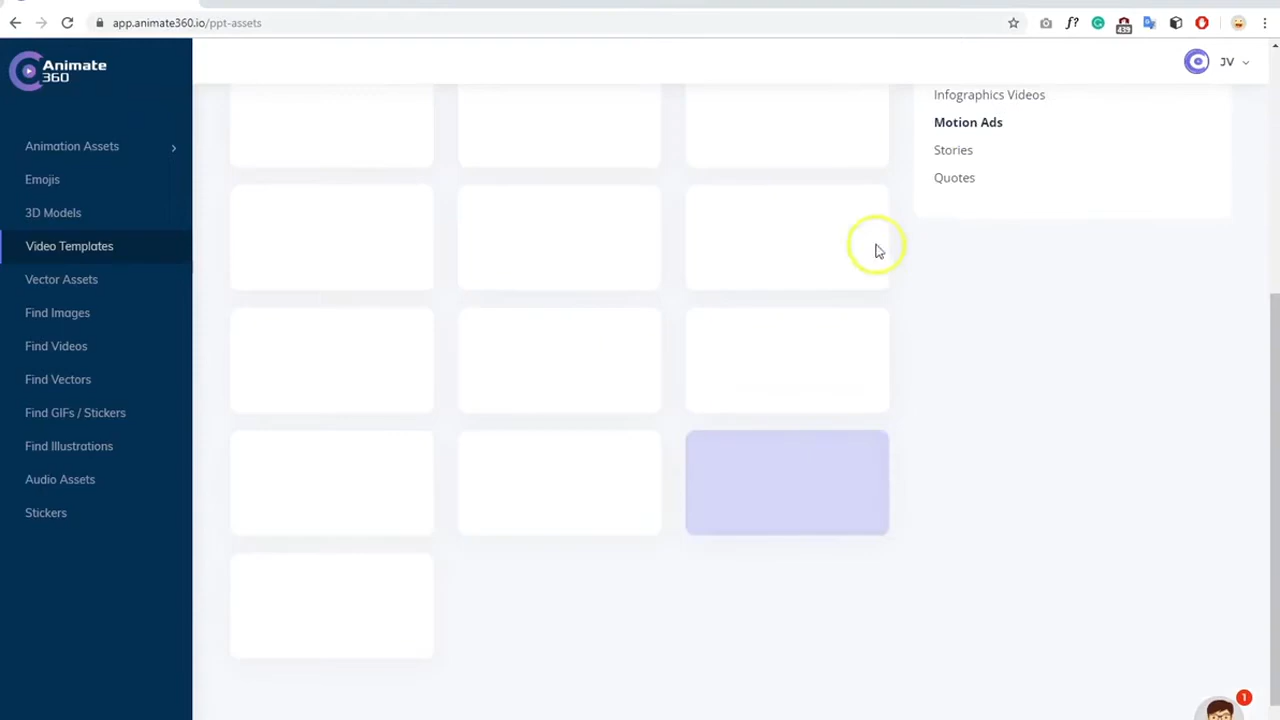 app.animate360.io/ppt-assets
f?
439
Animate
360
JV
Animation Assets
Emojis
3D Models
Video Templates
Vector Assets
Find Images
Find Videos
Find Vectors
Find GIFs / Stickers
Find Illustrations
Audio Assets
Stickers
Infographics Videos
Motion Ads
Stories
Quotes
1